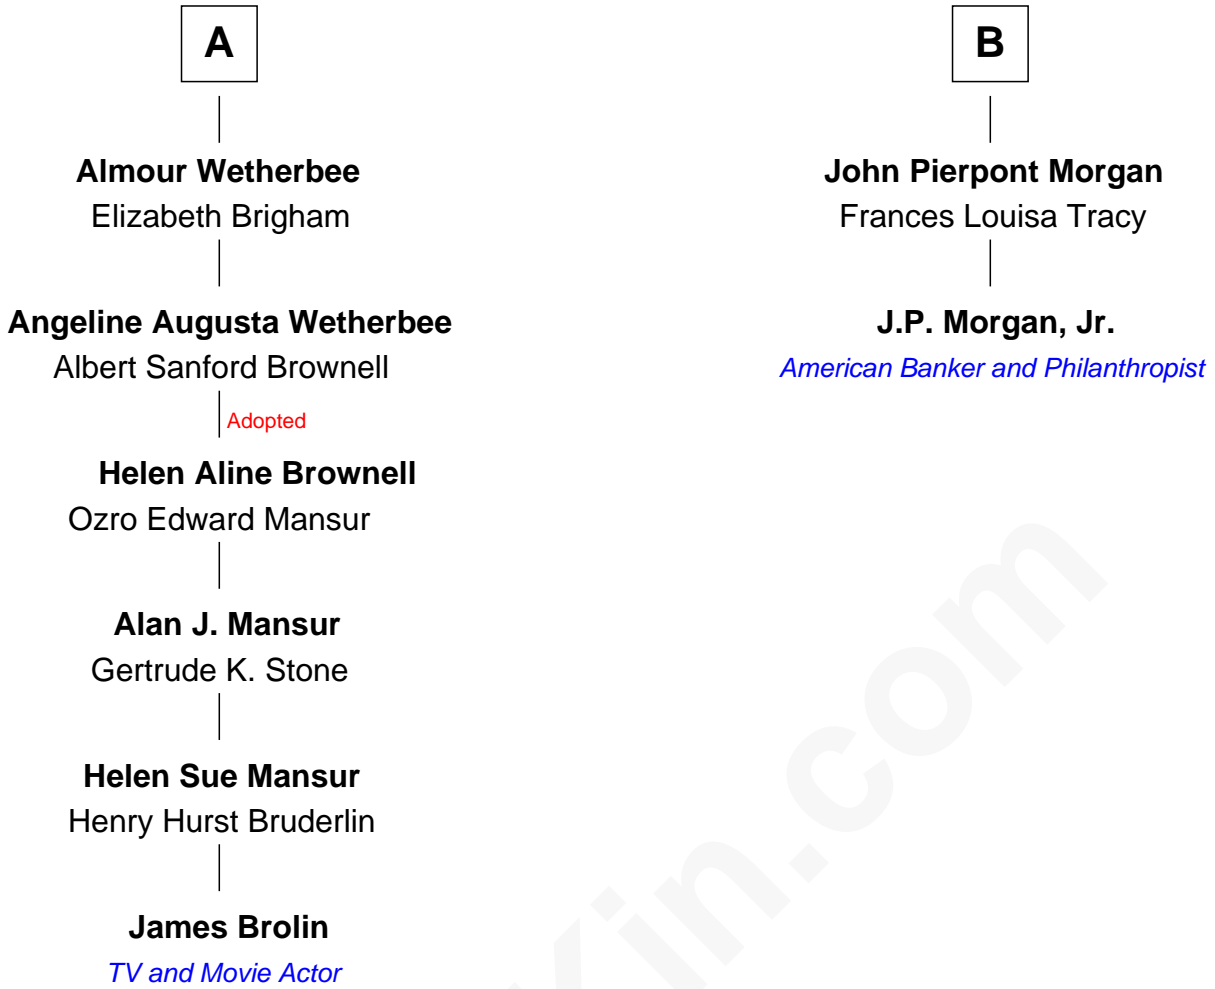 A
Almour Wetherbee
Elizabeth Brigham
Angeline Augusta Wetherbee
Albert Sanford Brownell
Adopted
Helen Aline Brownell
Ozro Edward Mansur
Alan J. Mansur
Gertrude K. Stone
Helen Sue Mansur
Henry Hurst Bruderlin
James Brolin
TV and Movie Actor
B
John Pierpont Morgan
Frances Louisa Tracy
J.P. Morgan, Jr.
American Banker and Philanthropist
Kin.com